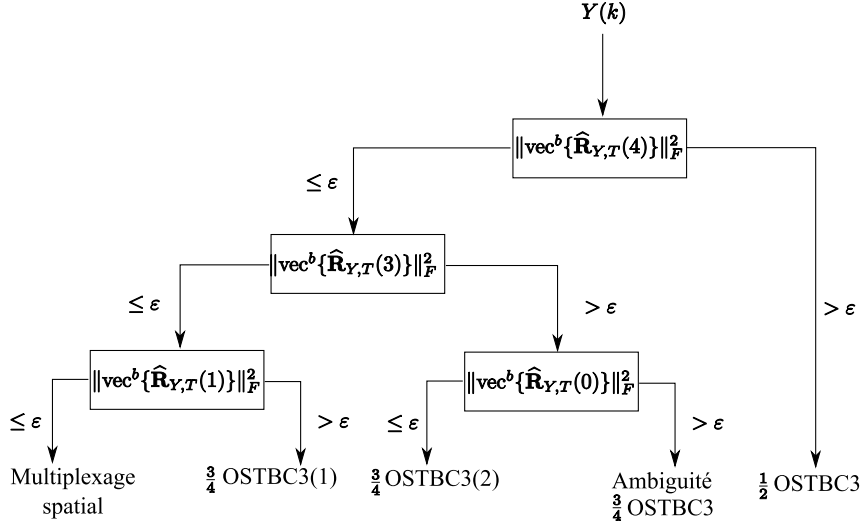 Y(k)
‖vec^b{R̂_{Y,T}(4)}‖²_F
≤ ε
‖vec^b{R̂_{Y,T}(3)}‖²_F
≤ ε
> ε
> ε
‖vec^b{R̂_{Y,T}(1)}‖²_F
‖vec^b{R̂_{Y,T}(0)}‖²_F
≤ ε
> ε
≤ ε
> ε
Multiplexage
spatial
3/4 OSTBC3(1)
3/4 OSTBC3(2)
Ambiguité
3/4 OSTBC3
1/2 OSTBC3